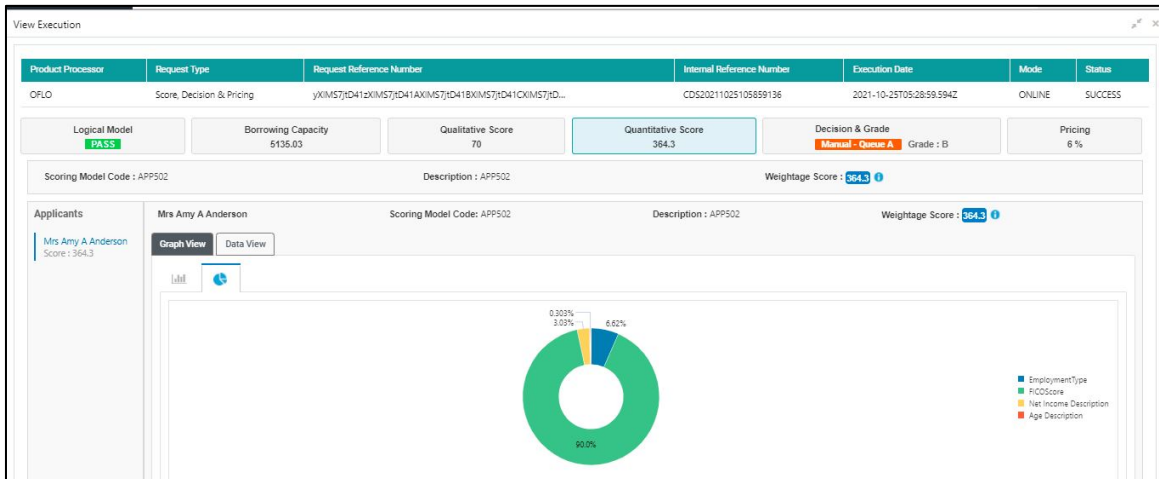 View Execution
Product Processor Request Type Request Reference Number Internal Reference Number Execution Date Mode Status
OFLO Score, Decision & Pricing yXIMS7jtD41zXIMS7jtD41AXIMS7jtD41BXIMS7jtD41CXIMS7jtD... CDS20211025105859136 2021-10-25T05:28:59.594Z ONLINE SUCCESS
Logical Model Borrowing Capacity Qualitative Score Quantitative Score Decision & Grade Pricing
PASS 5135.03 70 364.3 Manual - Queue A Grade : B 6 %
Scoring Model Code : APP502 Description : APP502 Weightage Score : 364.3
Applicants Mrs Amy A Anderson Scoring Model Code: APP502 Description : APP502 Weightage Score : 364.3
Mrs Amy A Anderson
Score : 364.3
Graph View Data View
0.303%
3.03% 6.62%
EmploymentType
FICOScore
Net Income Description
Age Description
90.0%